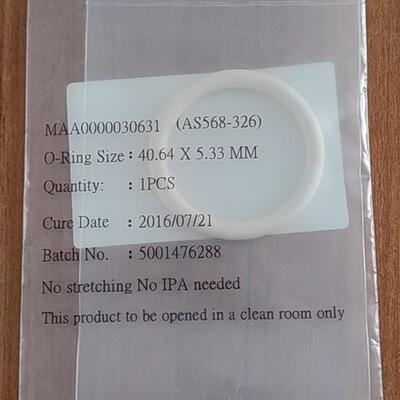 MAA0000030631 (AS568-326)
O-Ring Size : 40.64 X 5.33 MM
Quantity: : 1PCS
Cure Date : 2016/07/21
Batch No. : 5001476288
No stretching No IPA needed
This product to be opened in a clean room only